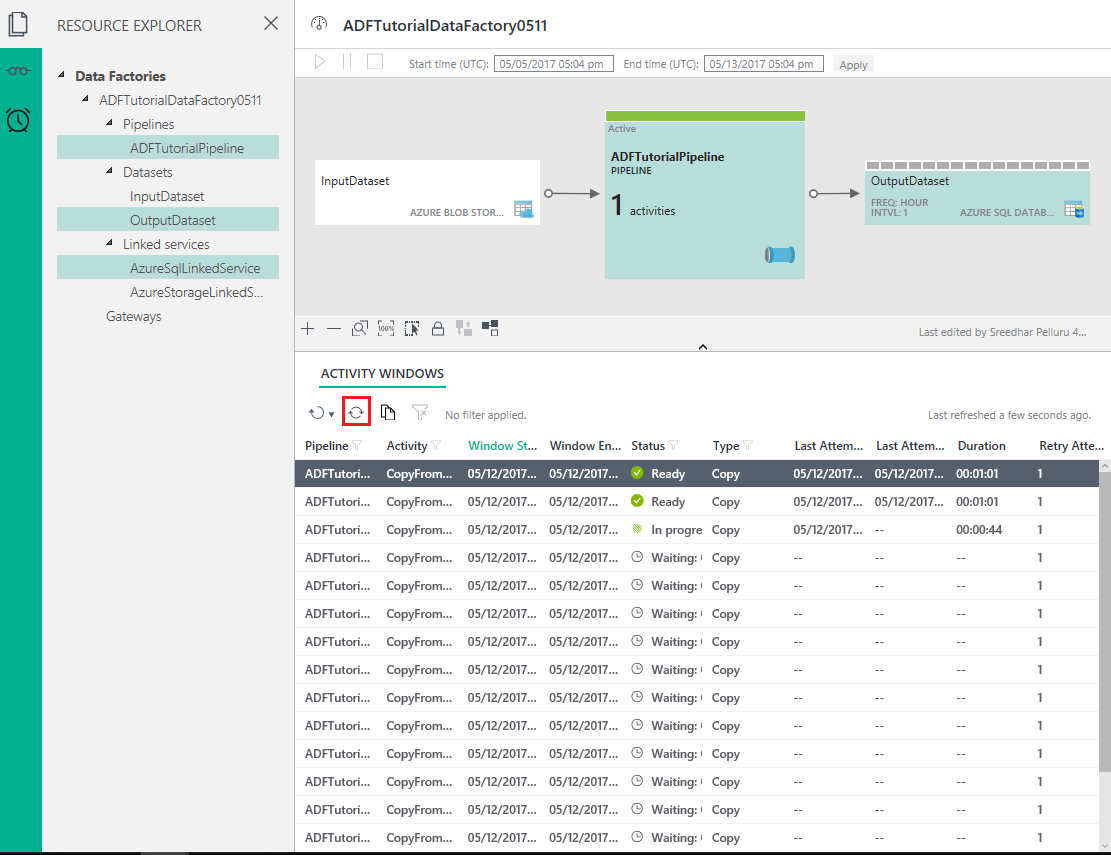 RESOURCE EXPLORER
Data Factories
ADFTutorialDataFactory0511
Pipelines
ADFTutorialPipeline
Datasets
InputDataset
OutputDataset
Linked services
AzureSqlLinkedService
AzureStorageLinkedS...
Gateways
ADFTutorialDataFactory0511
Start time (UTC): 05/05/2017 05:04 pm End time (UTC): 05/13/2017 05:04 pm Apply
InputDataset
AZURE BLOB STOR...
Active
ADFTutorialPipeline
PIPELINE
1 activities
OutputDataset
FREQ: HOUR
INTVL: 1 AZURE SQL DATAB...
100%
Last edited by Sreedhar Pelluru 4...
ACTIVITY WINDOWS
No filter applied. Last refreshed a few seconds ago.
Pipeline Activity Window St... Window En... Status Type Last Attem... Last Attem... Duration Retry Atte...
ADFTutori... CopyFrom... 05/12/2017... 05/12/2017... Ready Copy 05/12/2017... 05/12/2017... 00:01:01 1
ADFTutori... CopyFrom... 05/12/2017... 05/12/2017... Ready Copy 05/12/2017... 05/12/2017... 00:01:01 1
ADFTutori... CopyFrom... 05/12/2017... 05/12/2017... In progre Copy 05/12/2017... -- 00:00:44 1
ADFTutori... CopyFrom... 05/12/2017... 05/12/2017... Waiting: Copy -- -- -- 1
ADFTutori... CopyFrom... 05/12/2017... 05/12/2017... Waiting: Copy -- -- -- 1
ADFTutori... CopyFrom... 05/12/2017... 05/12/2017... Waiting: Copy -- -- -- 1
ADFTutori... CopyFrom... 05/12/2017... 05/12/2017... Waiting: Copy -- -- -- 1
ADFTutori... CopyFrom... 05/12/2017... 05/12/2017... Waiting: Copy -- -- -- 1
ADFTutori... CopyFrom... 05/12/2017... 05/12/2017... Waiting: Copy -- -- -- 1
ADFTutori... CopyFrom... 05/12/2017... 05/12/2017... Waiting: Copy -- -- -- 1
ADFTutori... CopyFrom... 05/12/2017... 05/12/2017... Waiting: Copy -- -- -- 1
ADFTutori... CopyFrom... 05/12/2017... 05/12/2017... Waiting: Copy -- -- -- 1
ADFTutori... CopyFrom... 05/12/2017... 05/12/2017... Waiting: Copy -- -- -- 1
ADFTutori... CopyFrom... 05/12/2017... 05/12/2017... Waiting: Copy -- -- -- 1